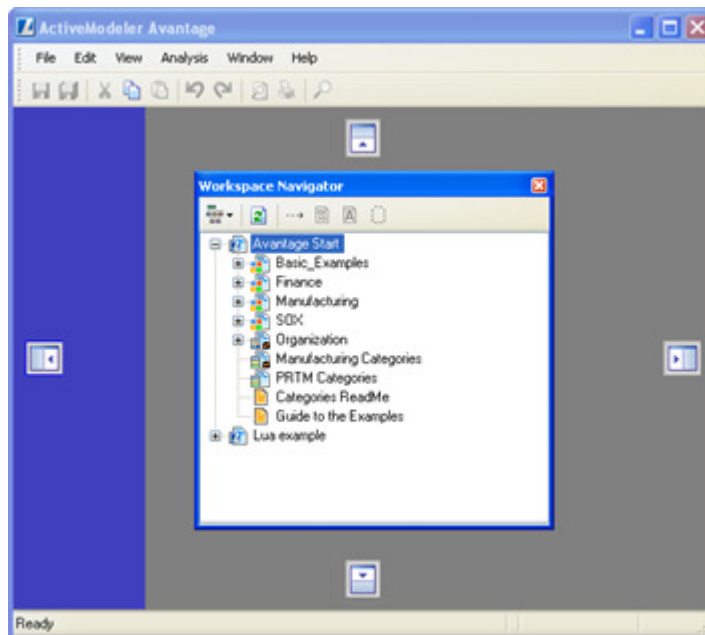 ActiveModeler Avantage
File Edit View Analysis Window Help
Workspace Navigator
A
Avantage Start
Basic_Examples
Finance
Manufacturing
SOX
Organization
Manufacturing Categories
PRTM Categories
Categories ReadMe
Guide to the Examples
Lua example
Ready